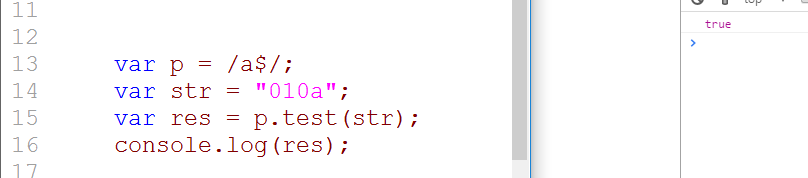 11
12
13 var p = /a$/;
14 var str = "010a";
15 var res = p.test(str);
16 console.log(res);
17
top
true
>